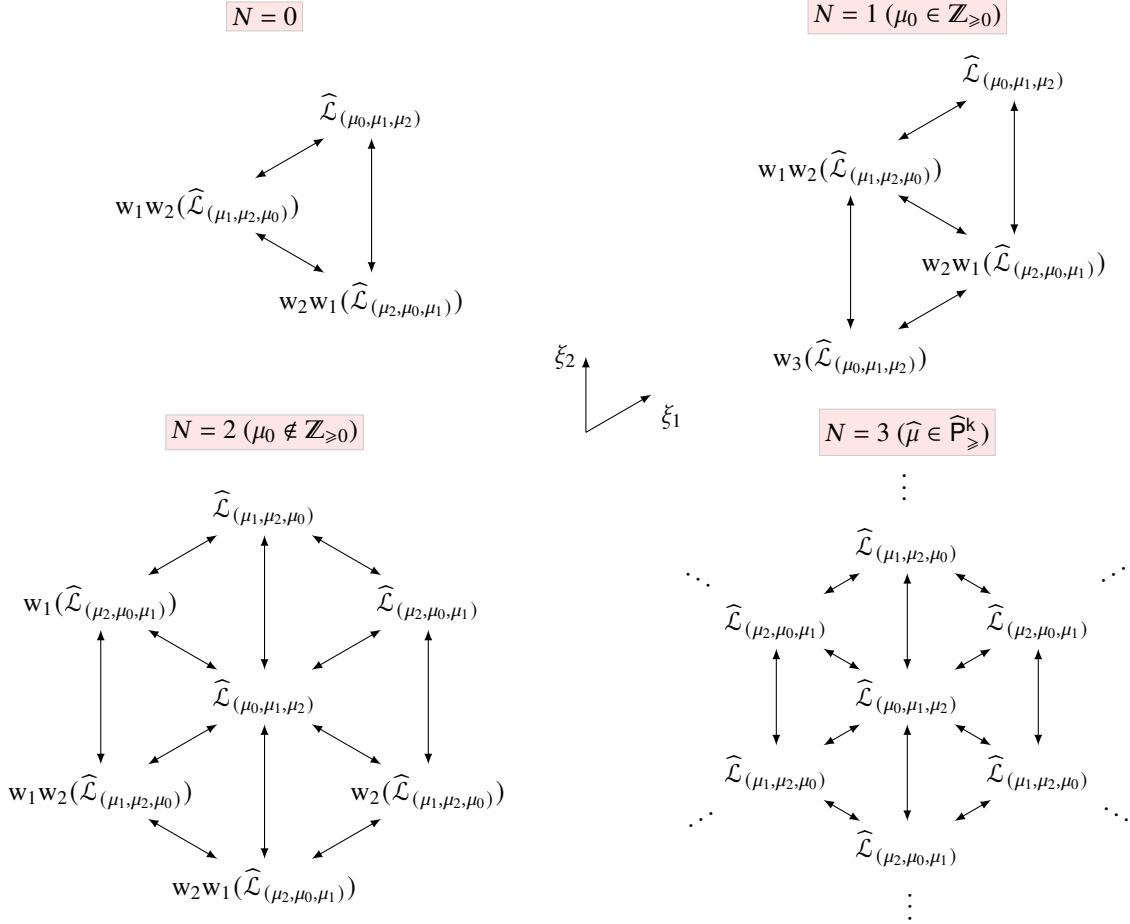 N = 0
N = 1 (μ₀ ∈ ℤ⩾₀)
ℒ̂(μ₀,μ₁,μ₂)
w₁w₂(ℒ̂(μ₁,μ₂,μ₀))
w₂w₁(ℒ̂(μ₂,μ₀,μ₁))
ℒ̂(μ₀,μ₁,μ₂)
w₁w₂(ℒ̂(μ₁,μ₂,μ₀))
w₂w₁(ℒ̂(μ₂,μ₀,μ₁))
w₃(ℒ̂(μ₀,μ₁,μ₂))
ξ₂
ξ₁
N = 2 (μ₀ ∉ ℤ⩾₀)
ℒ̂(μ₁,μ₂,μ₀)
w₁(ℒ̂(μ₂,μ₀,μ₁))
ℒ̂(μ₂,μ₀,μ₁)
ℒ̂(μ₀,μ₁,μ₂)
w₁w₂(ℒ̂(μ₁,μ₂,μ₀))
w₂(ℒ̂(μ₁,μ₂,μ₀))
w₂w₁(ℒ̂(μ₂,μ₀,μ₁))
N = 3 (μ̂ ∈ P̂ᵏ⩾)
⋮
ℒ̂(μ₁,μ₂,μ₀)
⋱ ⋰
ℒ̂(μ₂,μ₀,μ₁)
ℒ̂(μ₂,μ₀,μ₁)
ℒ̂(μ₀,μ₁,μ₂)
ℒ̂(μ₁,μ₂,μ₀)
ℒ̂(μ₁,μ₂,μ₀)
⋰ ⋱
ℒ̂(μ₂,μ₀,μ₁)
⋮